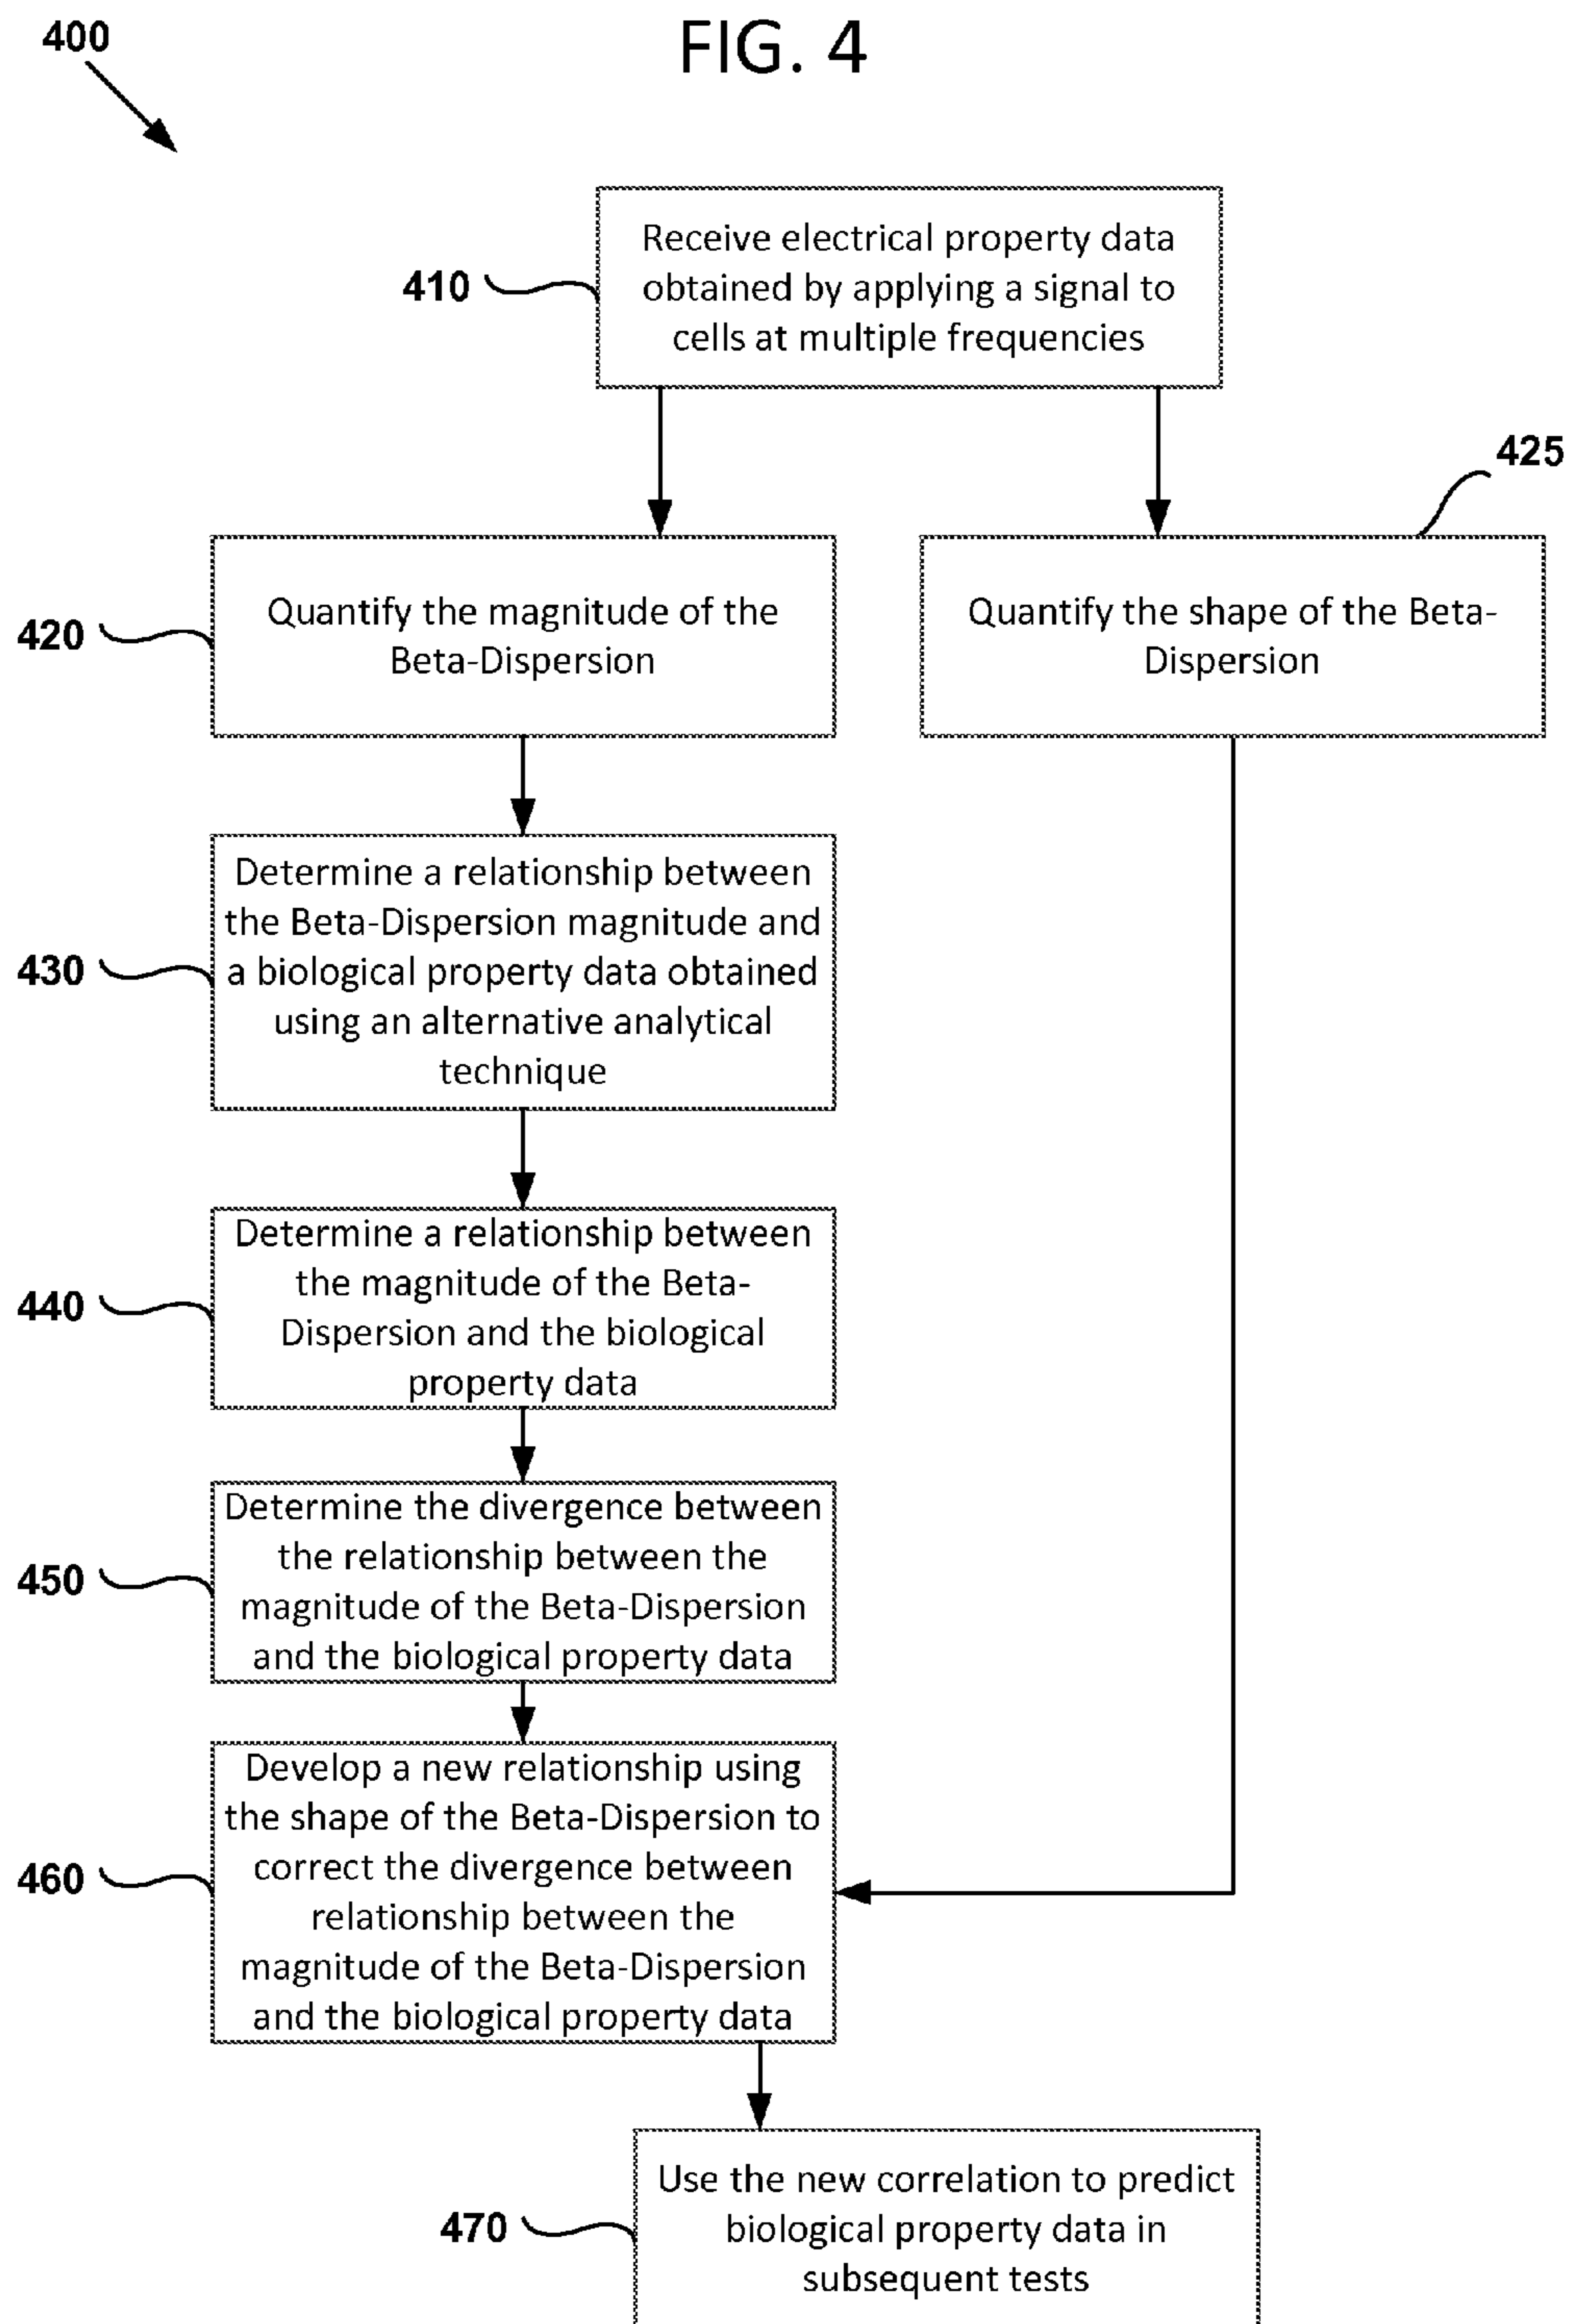 400
FIG. 4
410
Receive electrical property data
obtained by applying a signal to
cells at multiple frequencies
425
420
Quantify the magnitude of the
Beta-Dispersion
Quantify the shape of the Beta-
Dispersion
430
Determine a relationship between
the Beta-Dispersion magnitude and
a biological property data obtained
using an alternative analytical
technique
440
Determine a relationship between
the magnitude of the Beta-
Dispersion and the biological
property data
450
Determine the divergence between
the relationship between the
magnitude of the Beta-Dispersion
and the biological property data
460
Develop a new relationship using
the shape of the Beta-Dispersion to
correct the divergence between
relationship between the
magnitude of the Beta-Dispersion
and the biological property data
470
Use the new correlation to predict
biological property data in
subsequent tests